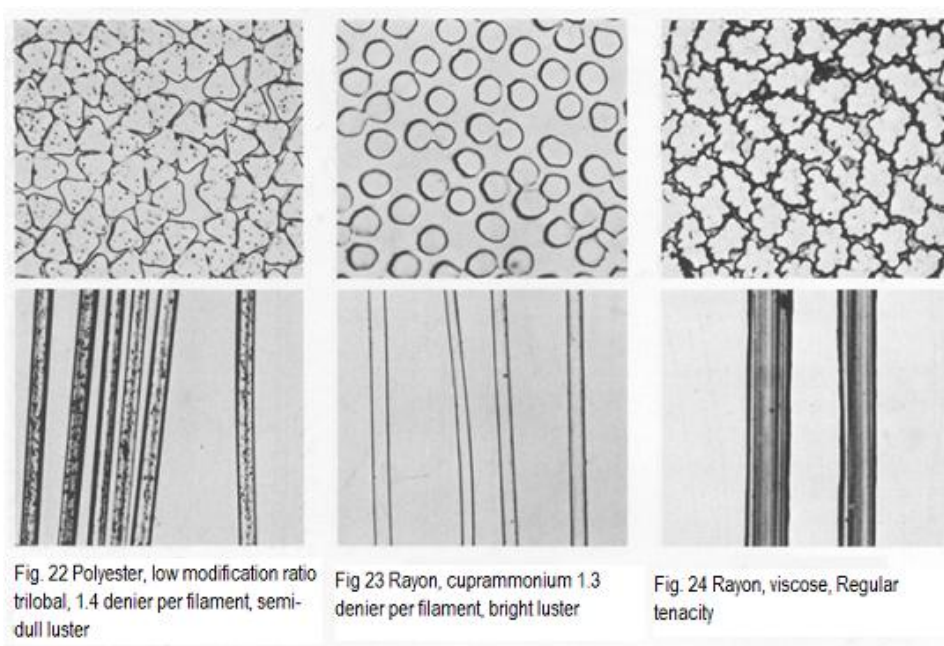 Fig. 22 Polyester, low modification ratio
trilobal, 1.4 denier per filament, semi-
dull luster
Fig 23 Rayon, cuprammonium 1.3
denier per filament, bright luster
Fig. 24 Rayon, viscose, Regular
tenacity